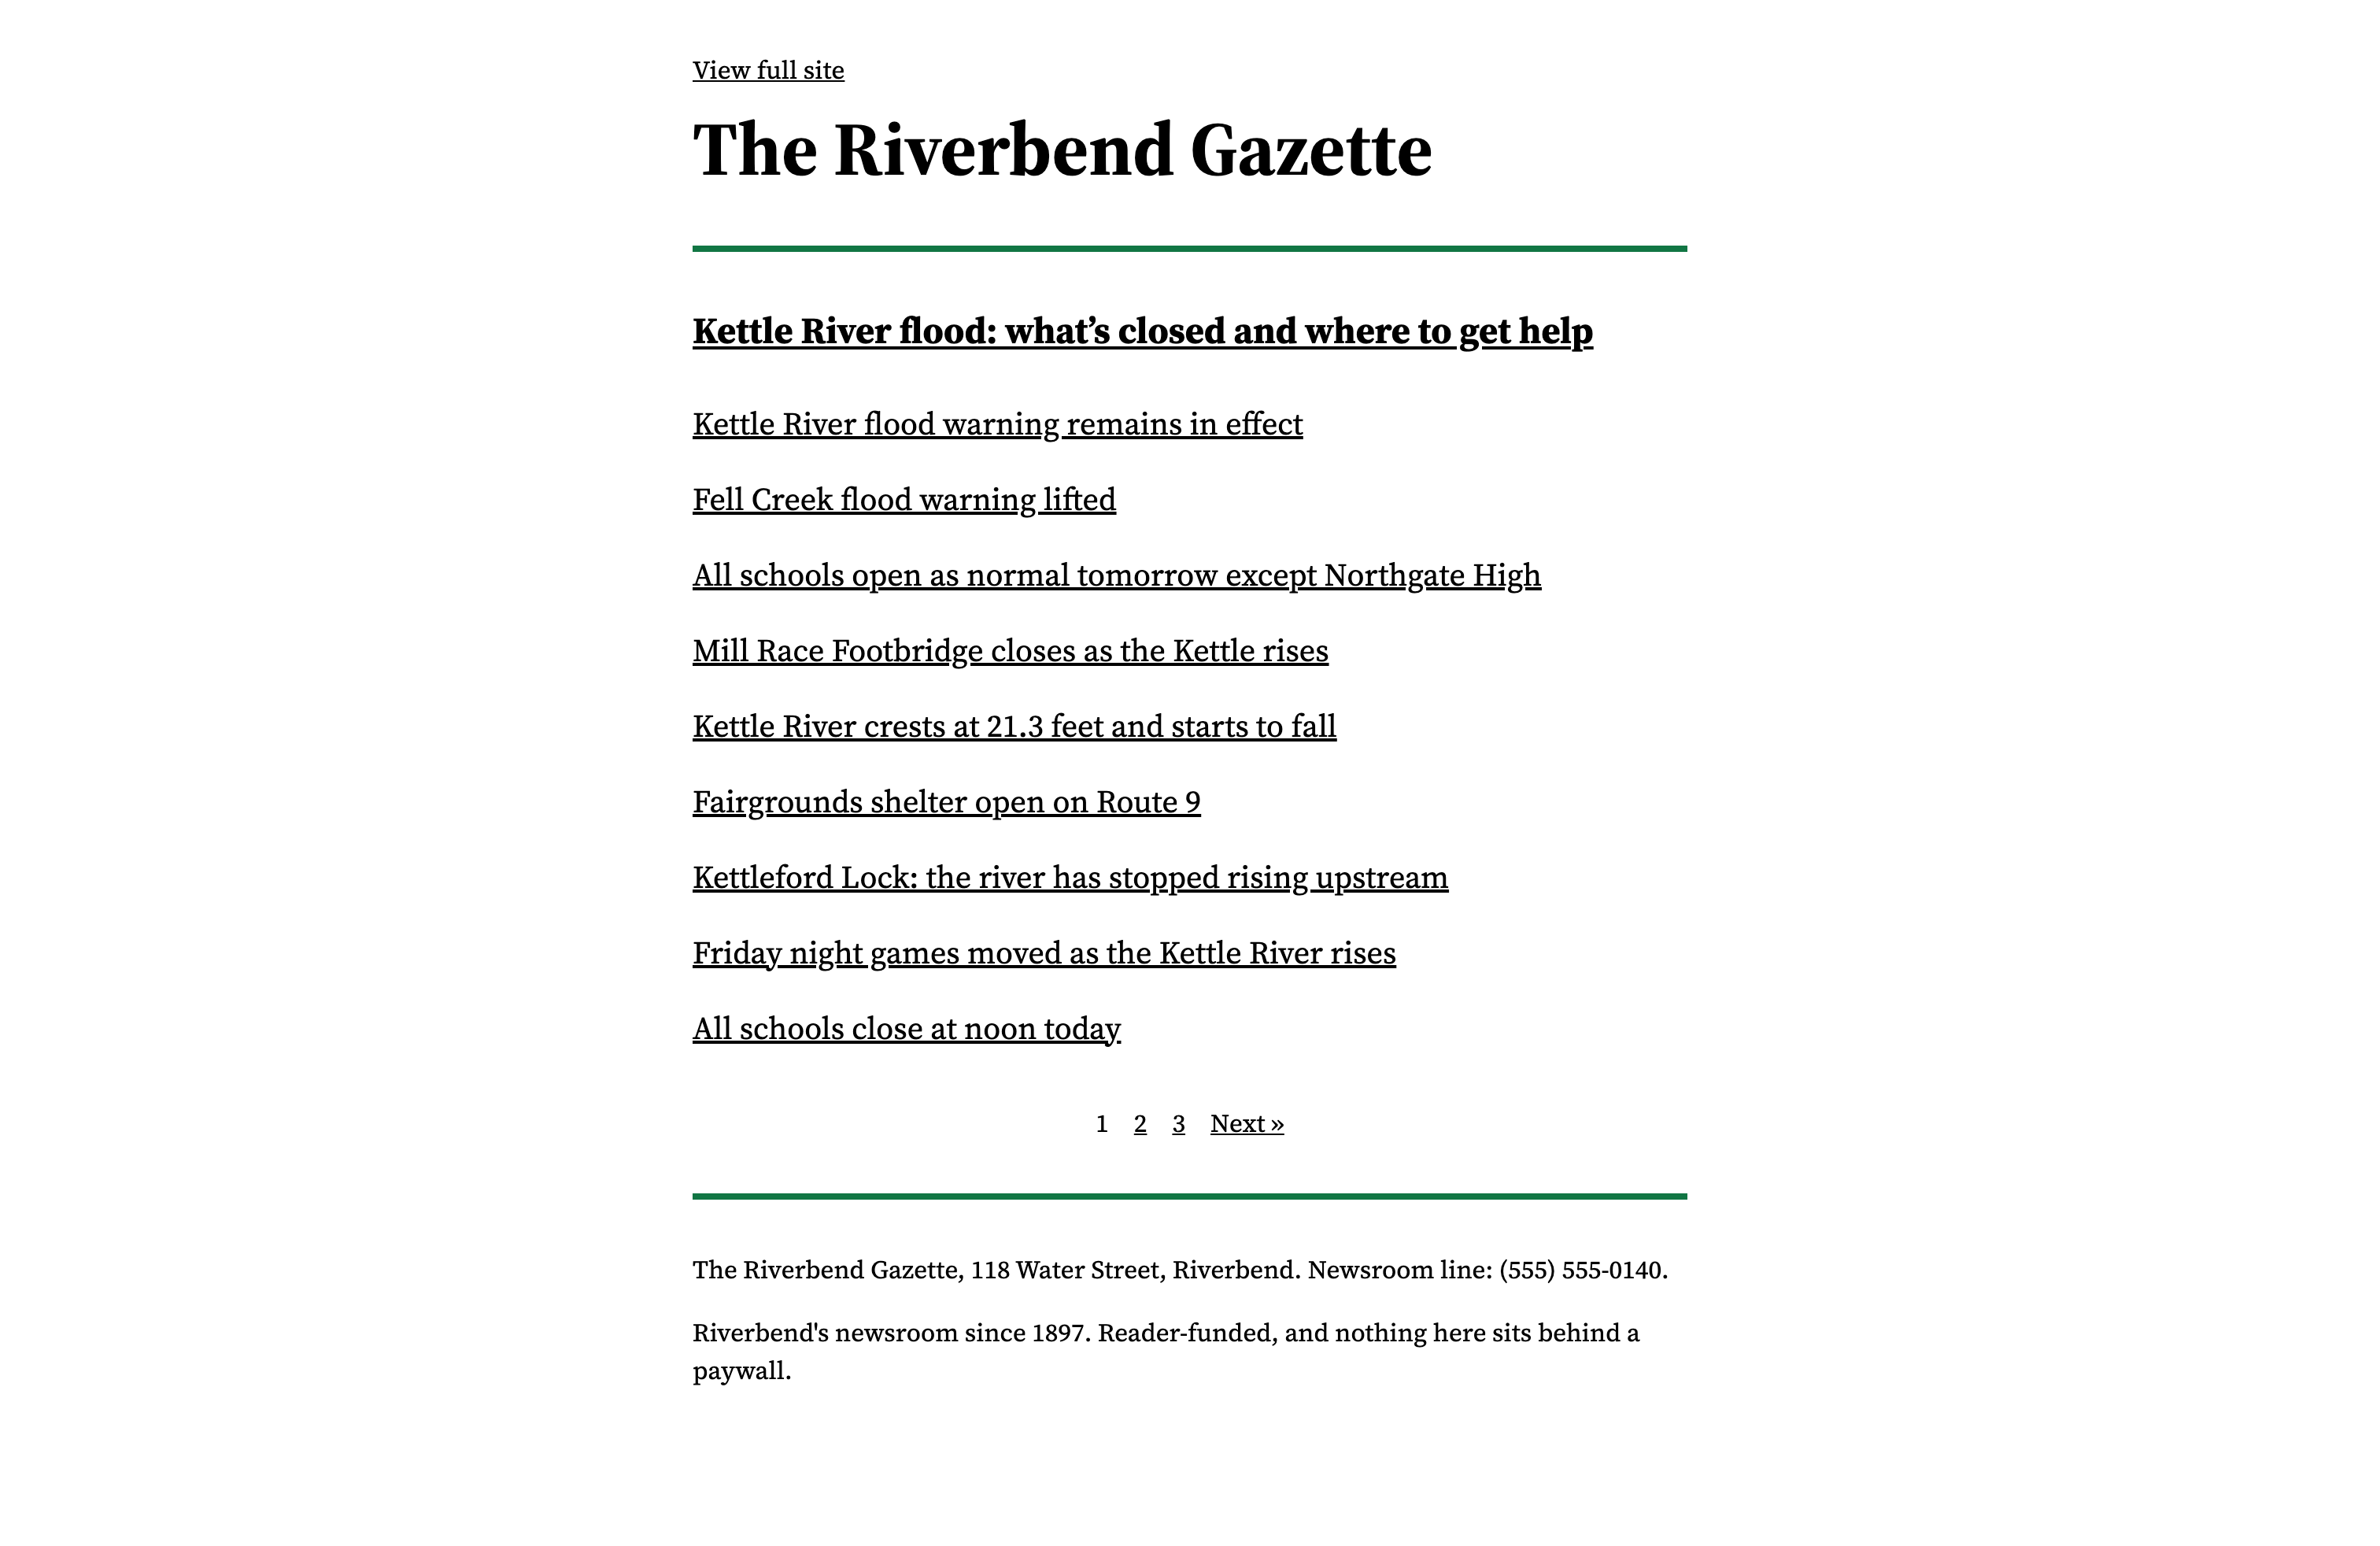 View full site
The Riverbend Gazette
Kettle River flood: what’s closed and where to get help
Kettle River flood warning remains in effect
Fell Creek flood warning lifted
All schools open as normal tomorrow except Northgate High
Mill Race Footbridge closes as the Kettle rises
Kettle River crests at 21.3 feet and starts to fall
Fairgrounds shelter open on Route 9
Kettleford Lock: the river has stopped rising upstream
Friday night games moved as the Kettle River rises
All schools close at noon today
1 2 3 Next »
The Riverbend Gazette, 118 Water Street, Riverbend. Newsroom line: (555) 555-0140.
Riverbend's newsroom since 1897. Reader-funded, and nothing here sits behind a
paywall.